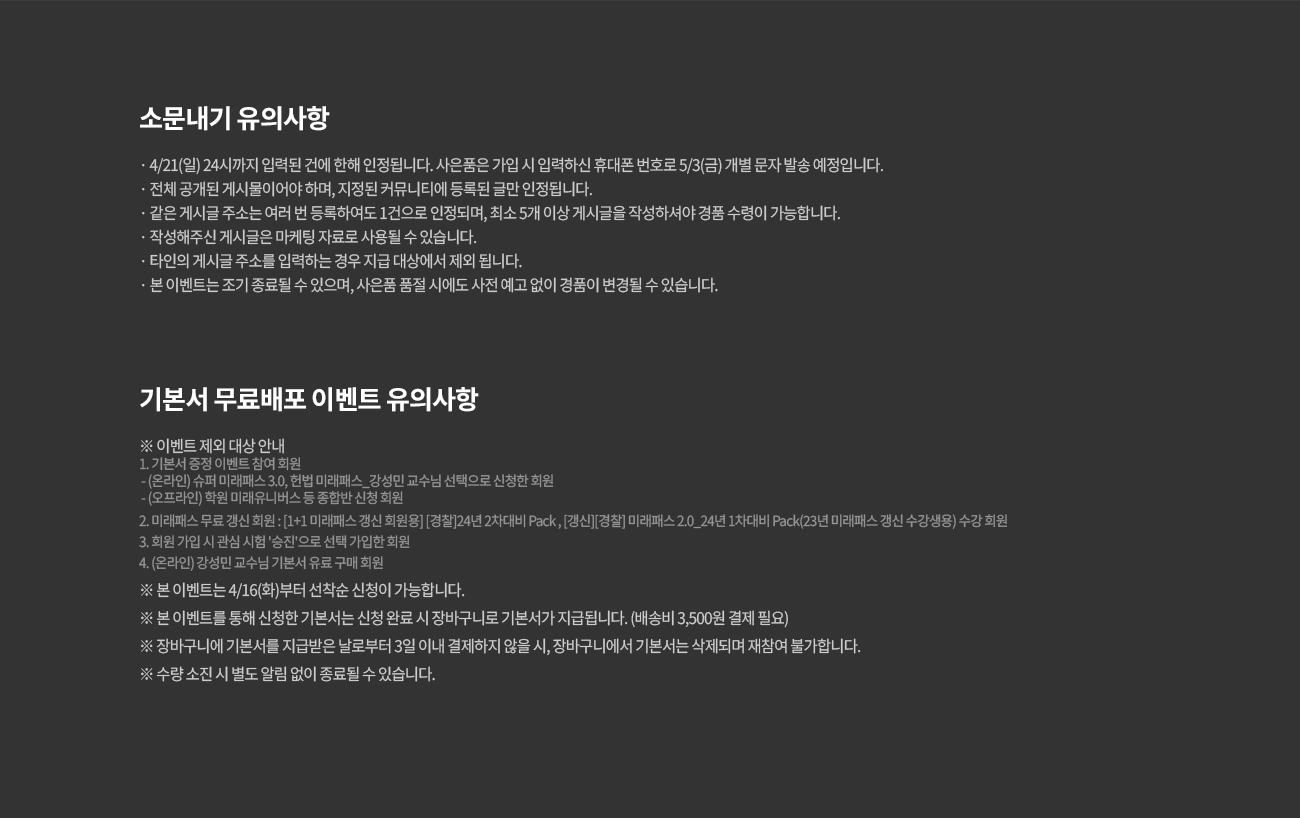 소문내기 유의사항
· 4/21(일) 24시까지 입력된 건에 한해 인정됩니다. 사은품은 가입 시 입력하신 휴대폰 번호로 5/3(금) 개별 문자 발송 예정입니다.
· 전체 공개된 게시물이어야 하며, 지정된 커뮤니티에 등록된 글만 인정됩니다.
· 같은 게시글 주소는 여러 번 등록하여도 1건으로 인정되며, 최소 5개 이상 게시글을 작성하셔야 경품 수령이 가능합니다.
· 작성해주신 게시글은 마케팅 자료로 사용될 수 있습니다.
· 타인의 게시글 주소를 입력하는 경우 지급 대상에서 제외 됩니다.
· 본 이벤트는 조기 종료될 수 있으며, 사은품 품절 시에도 사전 예고 없이 경품이 변경될 수 있습니다.
기본서 무료배포 이벤트 유의사항
※ 이벤트 제외 대상 안내
1. 기본서 증정 이벤트 참여 회원
- (온라인) 슈퍼 미래패스 3.0, 헌법 미래패스_강성민 교수님 선택으로 신청한 회원
- (오프라인) 학원 미래유니버스 등 종합반 신청 회원
2. 미래패스 무료 갱신 회원 : [1+1 미래패스 갱신 회원용] [경찰]24년 2차대비 Pack , [갱신][경찰] 미래패스 2.0_24년 1차대비 Pack(23년 미래패스 갱신 수강생용) 수강 회원
3. 회원 가입 시 관심 시험 '승진'으로 선택 가입한 회원
4. (온라인) 강성민 교수님 기본서 유료 구매 회원
※ 본 이벤트는 4/16(화)부터 선착순 신청이 가능합니다.
※ 본 이벤트를 통해 신청한 기본서는 신청 완료 시 장바구니로 기본서가 지급됩니다. (배송비 3,500원 결제 필요)
※ 장바구니에 기본서를 지급받은 날로부터 3일 이내 결제하지 않을 시, 장바구니에서 기본서는 삭제되며 재참여 불가합니다.
※ 수량 소진 시 별도 알림 없이 종료될 수 있습니다.